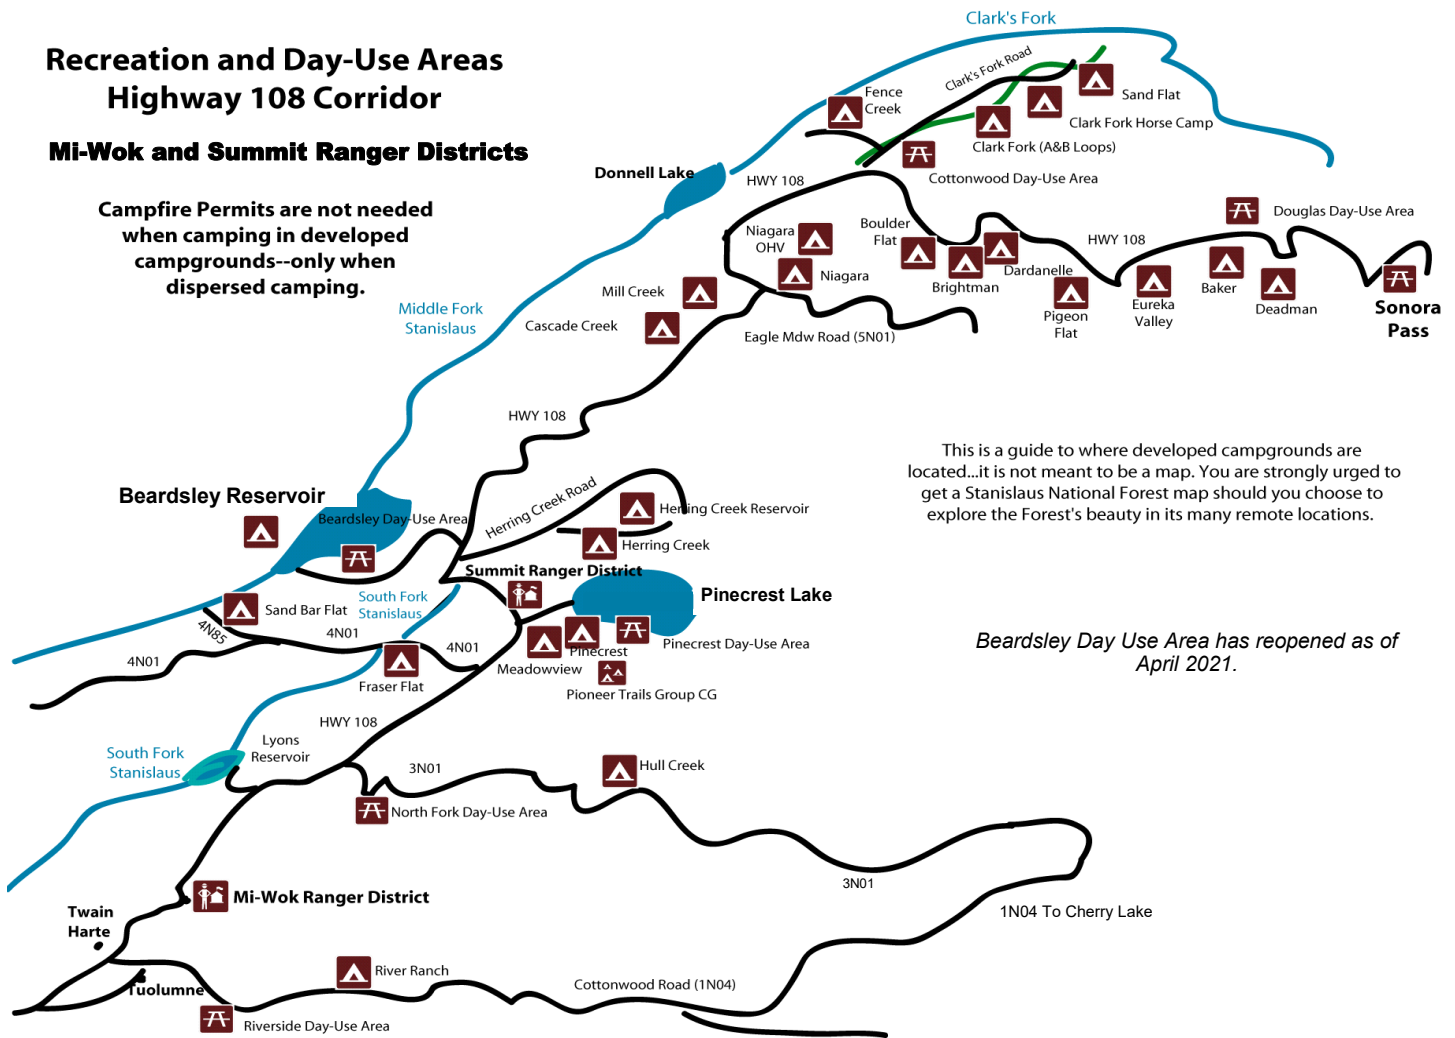 Recreation and Day-Use Areas
Highway 108 Corridor
Mi-Wok and Summit Ranger Districts
Campfire Permits are not needed
when camping in developed
campgrounds--only when
dispersed camping.
Clark's Fork
Clark's Fork Road
Fence
Creek
Sand Flat
Clark Fork Horse Camp
Clark Fork (A&B Loops)
Cottonwood Day-Use Area
Donnell Lake
HWY 108
Niagara
OHV
Niagara
Boulder
Flat
Brightman
Dardanelle
HWY 108
Pigeon
Flat
Eureka
Valley
Baker
Douglas Day-Use Area
Deadman
Sonora
Pass
Mill Creek
Cascade Creek
Eagle Mdw Road (5N01)
Middle Fork
Stanislaus
HWY 108
This is a guide to where developed campgrounds are
located...it is not meant to be a map. You are strongly urged to
get a Stanislaus National Forest map should you choose to
explore the Forest's beauty in its many remote locations.
Beardsley Reservoir
Beardsley Day-Use Area
Herring Creek Road
Herring Creek Reservoir
Herring Creek
Summit Ranger District
Pinecrest Lake
South Fork
Stanislaus
Sand Bar Flat
4N85
4N01
4N01
4N01
Fraser Flat
Meadowview
Pinecrest
Pinecrest Day-Use Area
Pioneer Trails Group CG
Beardsley Day Use Area has reopened as of
April 2021.
HWY 108
South Fork
Stanislaus
Lyons
Reservoir
3N01
Hull Creek
North Fork Day-Use Area
3N01
1N04 To Cherry Lake
Mi-Wok Ranger District
Twain
Harte
Tuolumne
River Ranch
Cottonwood Road (1N04)
Riverside Day-Use Area